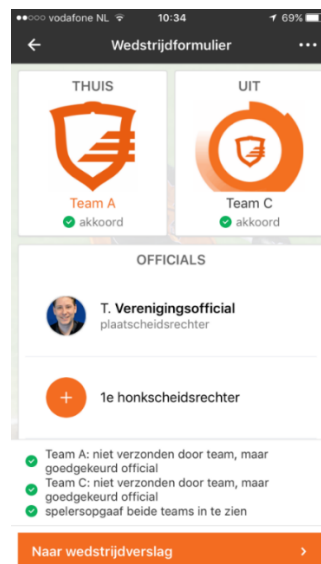 vodafone NL 10:34 69%
Wedstrijdformulier
THUIS UIT
Team A Team C
akkoord akkoord
OFFICIALS
T. Verenigingsofficial
plaatscheidsrechter
+ 1e honkscheidsrechter
Team A: niet verzonden door team, maar
goedgekeurd official
Team C: niet verzonden door team, maar
goedgekeurd official
spelersopgaaf beide teams in te zien
Naar wedstrijdverslag